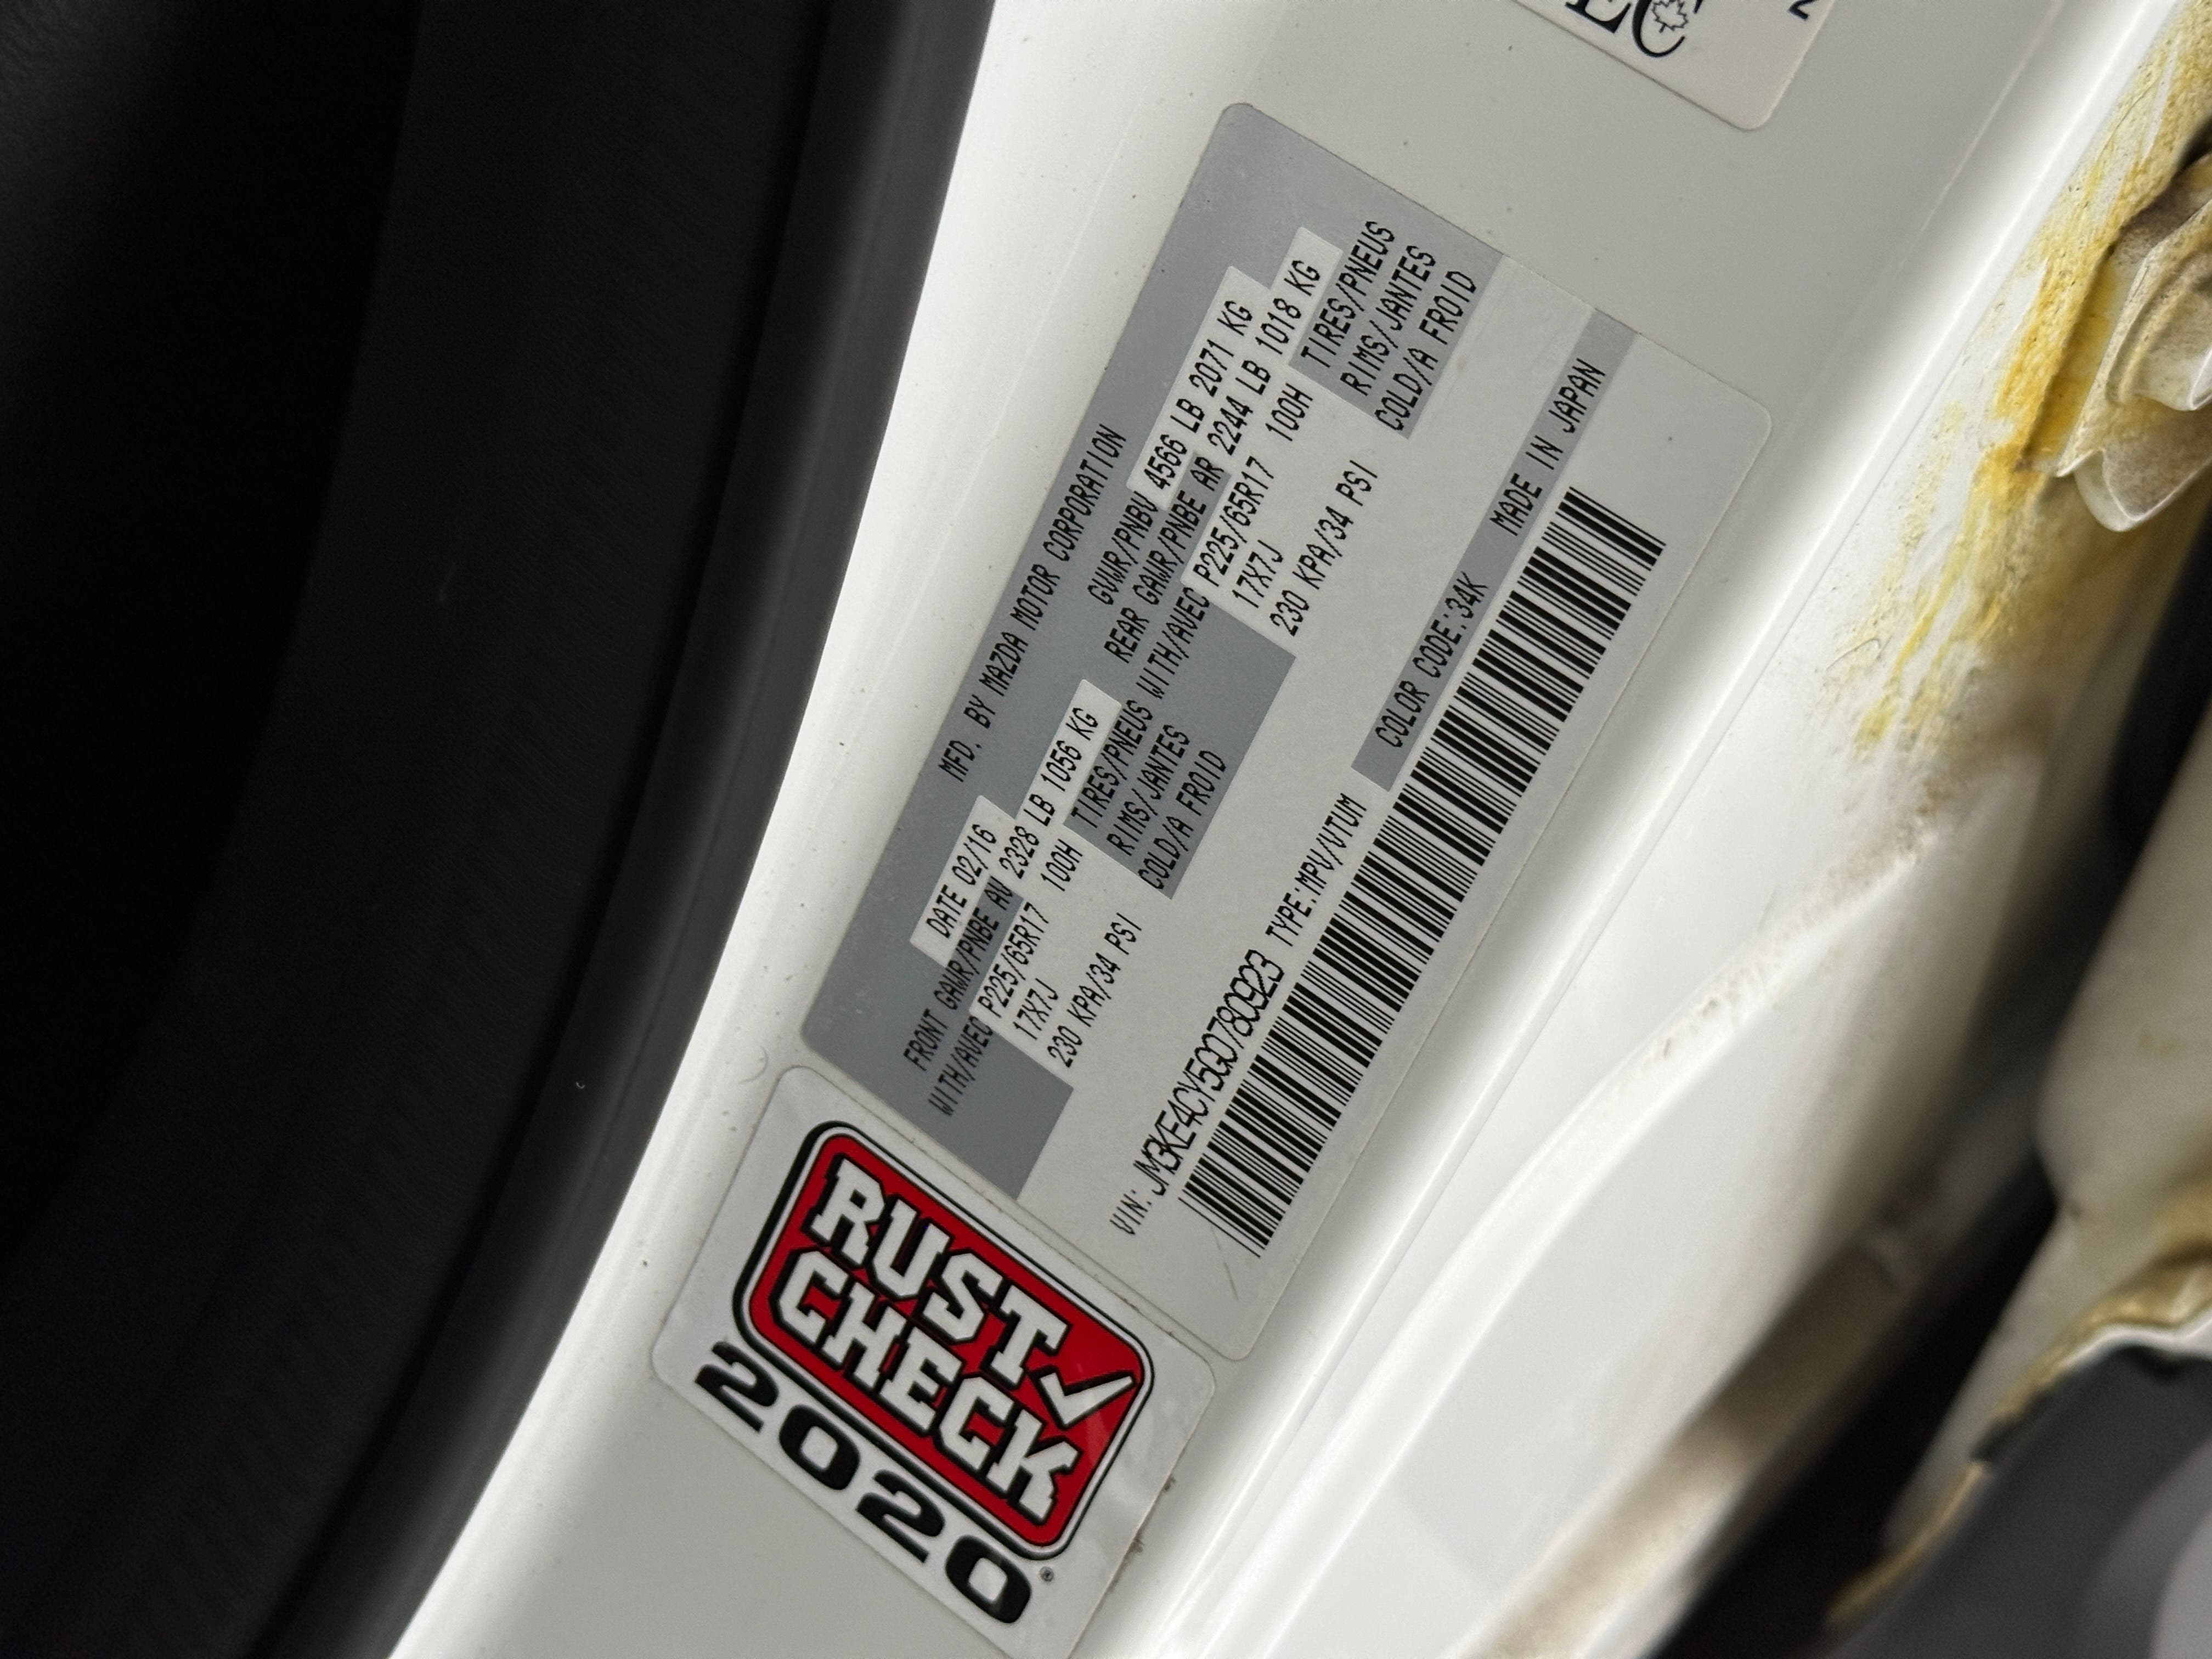 MFD. BY MAZDA MOTOR CORPORATION
DATE 02/16 GVWR/PNBV 4566 LB 2071 KG
FRONT GAWR/PNBE AV 2328 LB 1056 KG REAR GAWR/PNBE AR 2244 LB 1018 KG
WITH/AVEC P225/65R17 100H TIRES/PNEUS WITH/AVEC P225/65R17 100H TIRES/PNEUS
17X7J RIMS/JANTES 17X7J RIMS/JANTES
230 KPA/34 PSI COLD/A FROID 230 KPA/34 PSI COLD/A FROID
VIN: JM3KE4CY5G0780923 TYPE:MPV/VTUM COLOR CODE:34K MADE IN JAPAN
RUST
CHECK
2020®